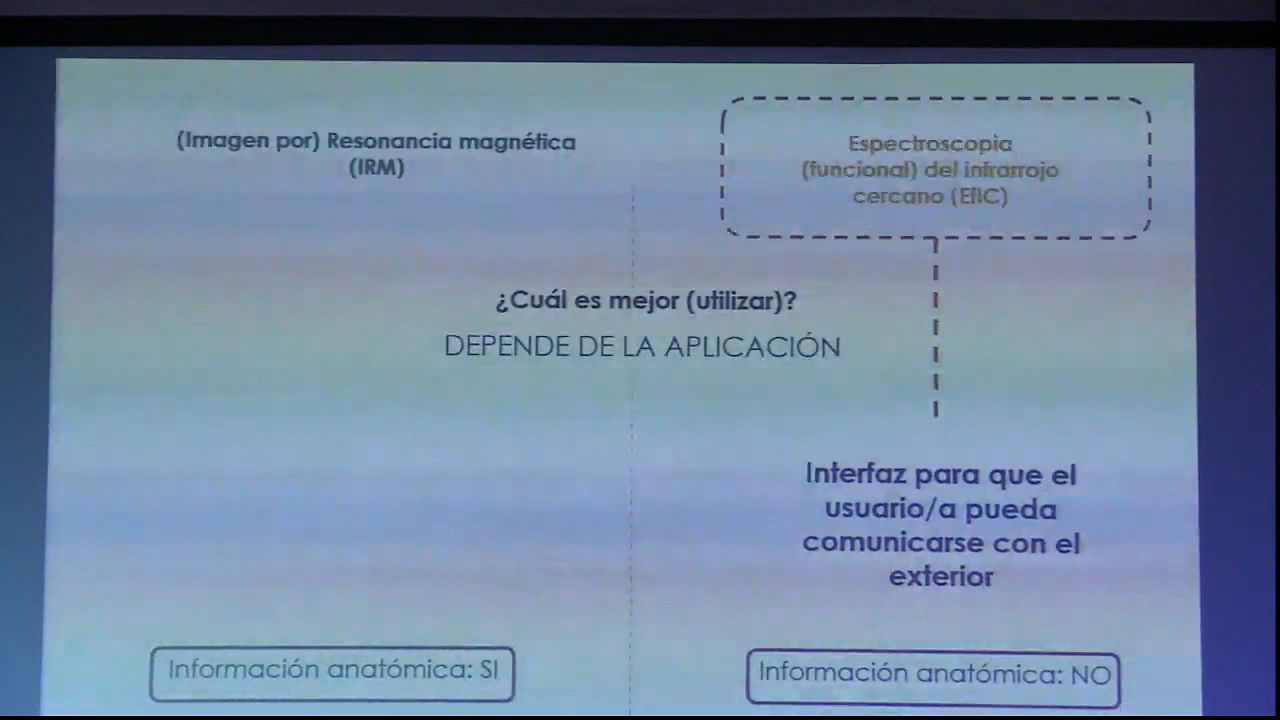 (Imagen por) Resonancia magnética
(IRM)
Espectroscopia
(funcional) del infrarrojo
cercano (EfIC)
¿Cuál es mejor (utilizar)?
DEPENDE DE LA APLICACIÓN
Interfaz para que el
usuario/a pueda
comunicarse con el
exterior
Información anatómica: SI
Información anatómica: NO